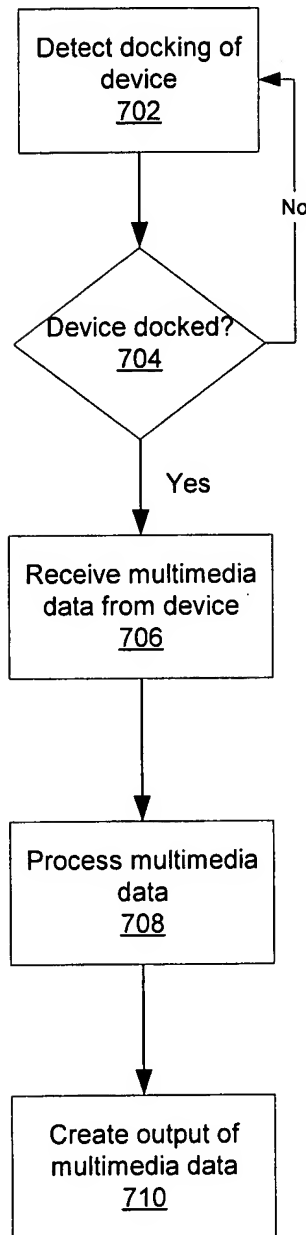 Detect docking of
device
702
No
Device docked?
704
Yes
Receive multimedia
data from device
706
Process multimedia
data
708
Create output of
multimedia data
710